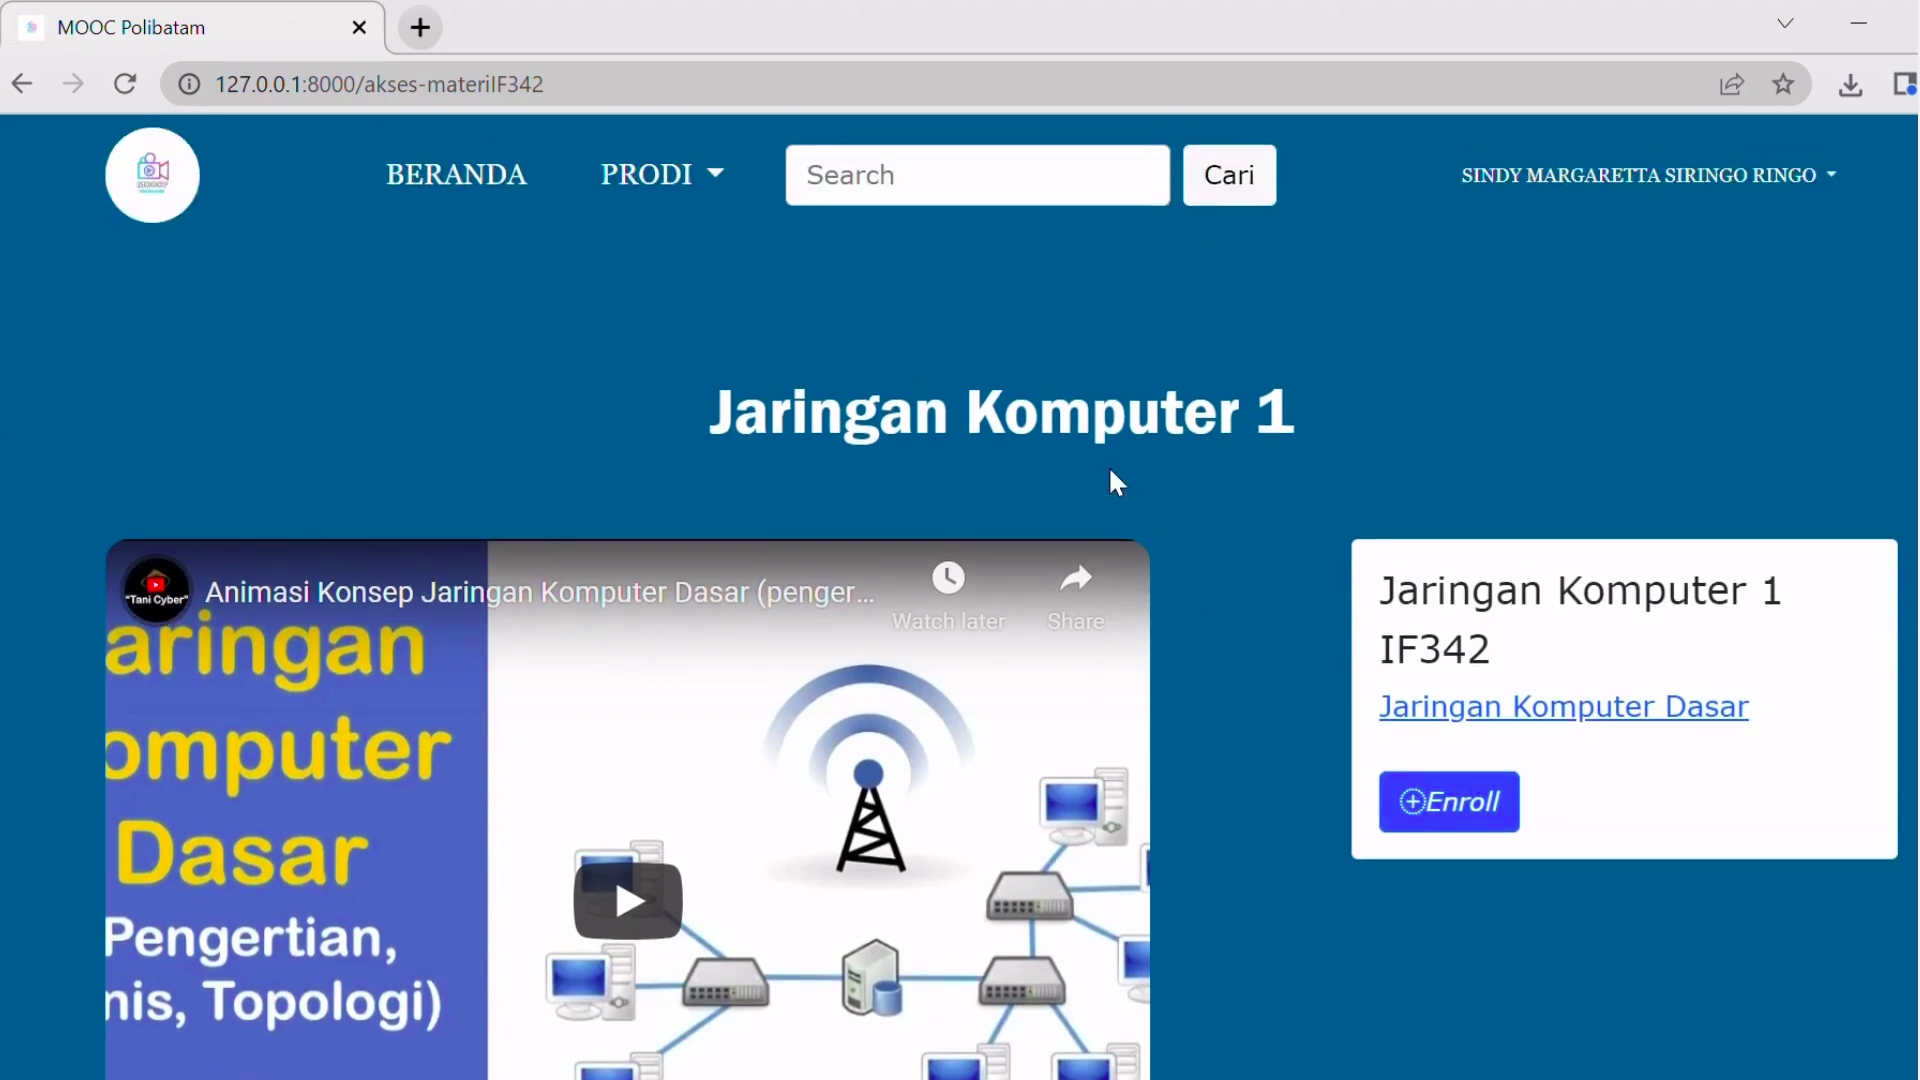 MOOC Polibatam
127.0.0.1:8000/akses-materiIF342
BERANDA
PRODI
Search
Cari
SINDY MARGARETTA SIRINGO RINGO
Jaringan Komputer 1
"Tani Cyber"
Animasi Konsep Jaringan Komputer Dasar (penger...
Watch later
Share
aringan
omputer
Dasar
Pengertian,
nis, Topologi)
Jaringan Komputer 1
IF342
Jaringan Komputer Dasar
Enroll